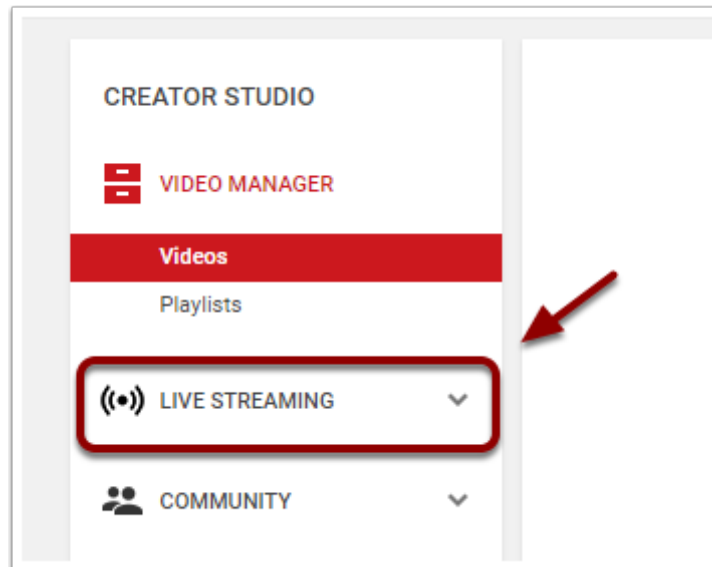 CREATOR STUDIO
VIDEO MANAGER
Videos
Playlists
LIVE STREAMING
COMMUNITY